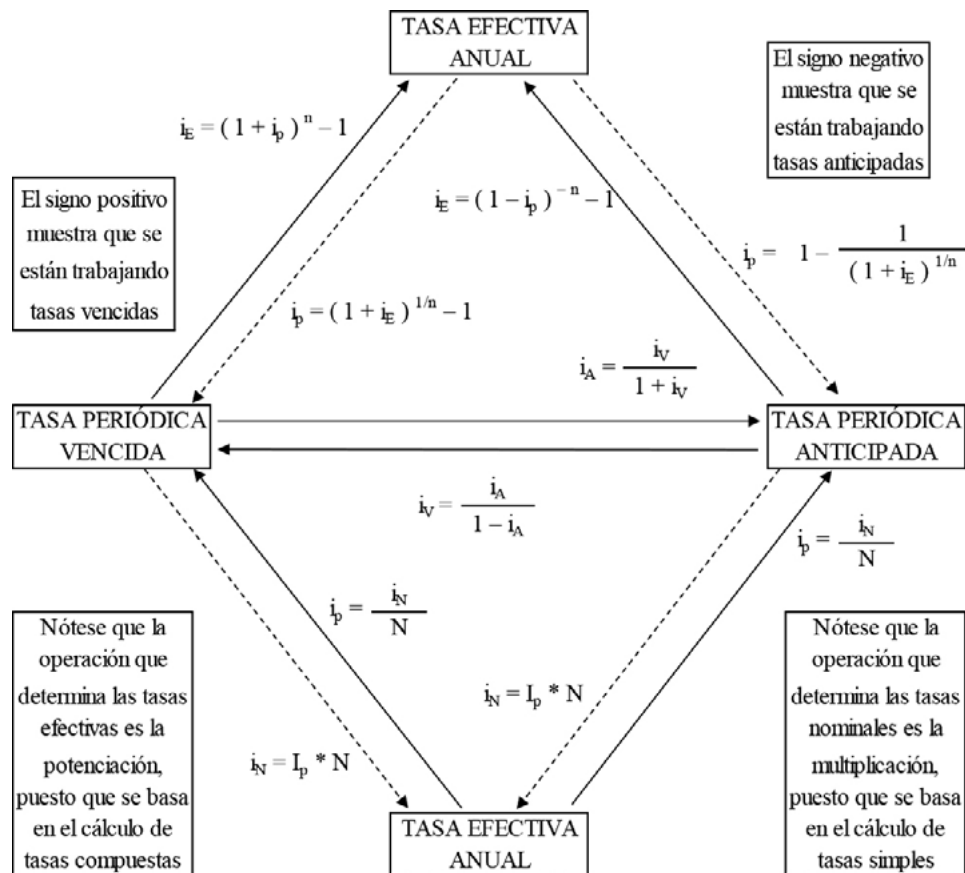 TASA EFECTIVA
ANUAL
El signo negativo
muestra que se
están trabajando
tasas anticipadas
i_E = ( 1 + i_p )^n – 1
El signo positivo
muestra que se
están trabajando
tasas vencidas
i_E = ( 1 – i_p )^– n – 1
i_p = 1 – 1 / ( 1 + i_E )^1/n
i_p = ( 1 + i_E )^1/n – 1
i_A = i_V / 1 + i_V
TASA PERIÓDICA
VENCIDA
TASA PERIÓDICA
ANTICIPADA
i_V = i_A / 1 – i_A
i_p = i_N / N
i_p = i_N / N
Nótese que la
operación que
determina las tasas
efectivas es la
potenciación,
puesto que se basa
en el cálculo de
tasas compuestas
i_N = I_p * N
i_N = I_p * N
Nótese que la
operación que
determina las tasas
nominales es la
multiplicación,
puesto que se basa
en el cálculo de
tasas simples
TASA EFECTIVA
ANUAL